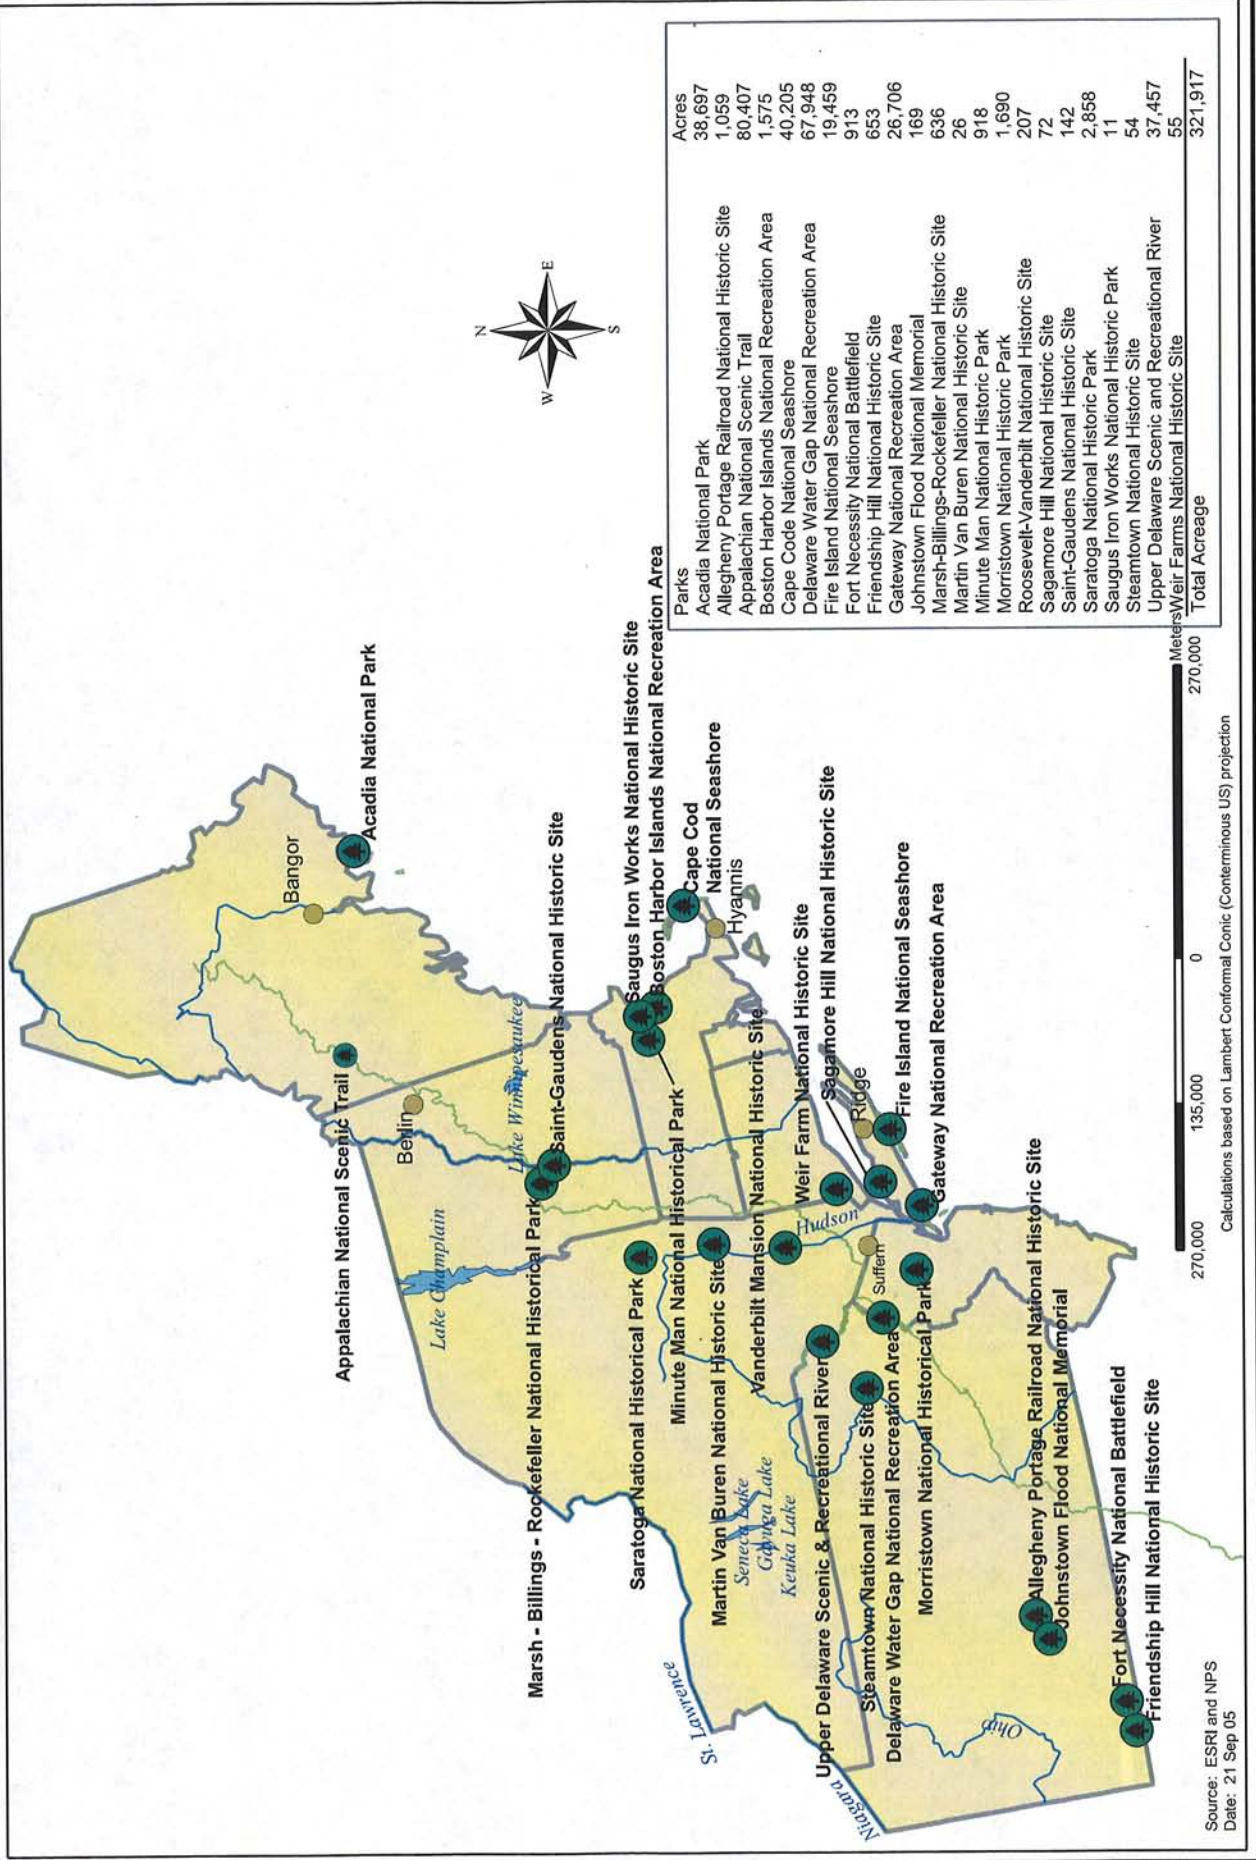 Bangor
Acadia National Park
Appalachian National Scenic Trail
Berlin
Lake Champlain
Lake Winnipesaukee
Saint-Gaudens National Historic Site
Marsh - Billings - Rockefeller National Historical Park
Saugus Iron Works National Historic Site
Boston Harbor Islands National Recreation Area
Cape Cod
National Seashore
Hyannis
Saratoga National Historical Park
Minute Man National Historical Park
Martin Van Buren National Historic Site
Vanderbilt Mansion National Historic Site
Weir Farm National Historic Site
Sagamore Hill National Historic Site
Ridge
Fire Island National Seashore
Gateway National Recreation Area
Hudson
Suffern
St. Lawrence
Seneca Lake
Cayuga Lake
Keuka Lake
Niagara
Upper Delaware Scenic & Recreational River
Steamtown National Historic Site
Delaware Water Gap National Recreation Area
Morristown National Historical Park
Ohio
Allegheny Portage Railroad National Historic Site
Johnstown Flood National Memorial
Fort Necessity National Battlefield
Friendship Hill National Historic Site
N
W
E
S
Parks Acres
Acadia National Park 38,697
Allegheny Portage Railroad National Historic Site 1,059
Appalachian National Scenic Trail 80,407
Boston Harbor Islands National Recreation Area 1,575
Cape Code National Seashore 40,205
Delaware Water Gap National Recreation Area 67,948
Fire Island National Seashore 19,459
Fort Necessity National Battlefield 913
Friendship Hill National Historic Site 653
Gateway National Recreation Area 26,706
Johnstown Flood National Memorial 169
Marsh-Billings-Rockefeller National Historic Site 636
Martin Van Buren National Historic Site 26
Minute Man National Historic Park 918
Morristown National Historic Park 1,690
Roosevelt-Vanderbilt National Historic Site 207
Sagamore Hill National Historic Site 72
Saint-Gaudens National Historic Site 142
Saratoga National Historic Park 2,858
Saugus Iron Works National Historic Park 11
Steamtown National Historic Site 54
Upper Delaware Scenic and Recreational River 37,457
Weir Farms National Historic Site 55
Total Acreage 321,917
270,000 135,000 0 270,000
Meters
Calculations based on Lambert Conformal Conic (Conterminous US) projection
Source: ESRI and NPS
Date: 21 Sep 05